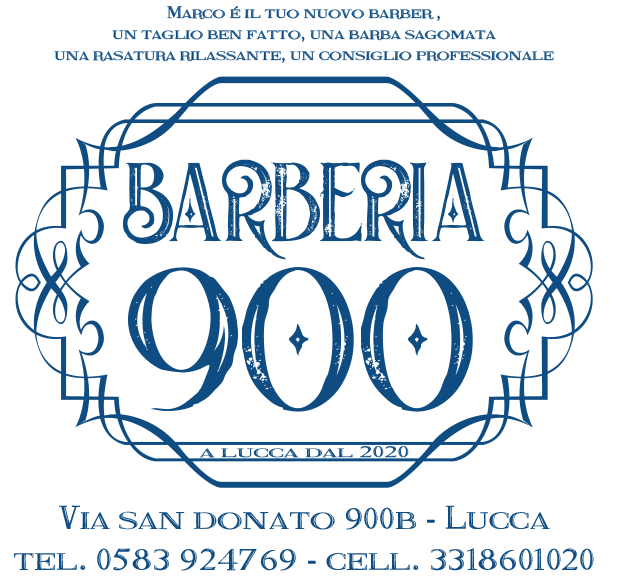 Marco é il tuo nuovo barber,
un taglio ben fatto, una barba sagomata
una rasatura rilassante, un consiglio professionale
BARBERIA
900
A LUCCA DAL 2020
Via san donato 900b - Lucca
tel. 0583 924769 - cell. 3318601020